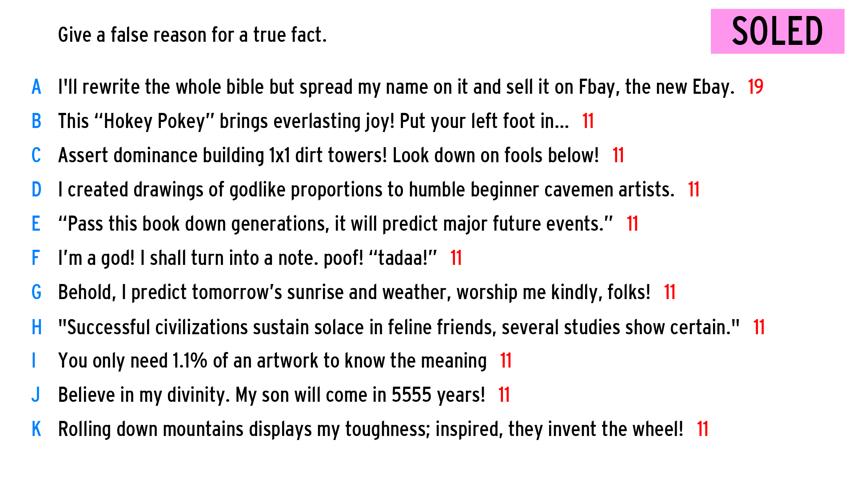 Give a false reason for a true fact.
SOLED
A I'll rewrite the whole bible but spread my name on it and sell it on Fbay, the new Ebay. 19
B This “Hokey Pokey” brings everlasting joy! Put your left foot in... 11
C Assert dominance building 1x1 dirt towers! Look down on fools below! 11
D I created drawings of godlike proportions to humble beginner cavemen artists. 11
E “Pass this book down generations, it will predict major future events.” 11
F I’m a god! I shall turn into a note. poof! “tadaa!” 11
G Behold, I predict tomorrow’s sunrise and weather, worship me kindly, folks! 11
H "Successful civilizations sustain solace in feline friends, several studies show certain." 11
I You only need 1.1% of an artwork to know the meaning 11
J Believe in my divinity. My son will come in 5555 years! 11
K Rolling down mountains displays my toughness; inspired, they invent the wheel! 11